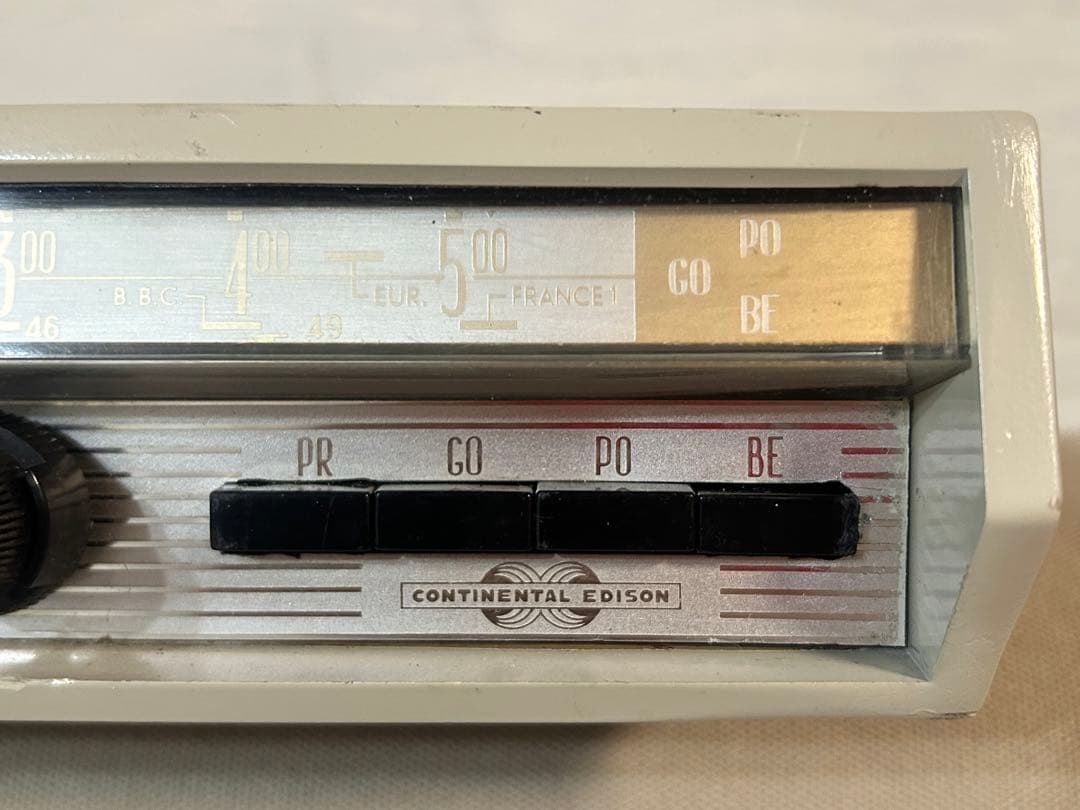 300 400 500 PO
GO
B.B.C. EUR. FRANCE 1
46 49 BE
PR GO PO BE
CONTINENTAL EDISON